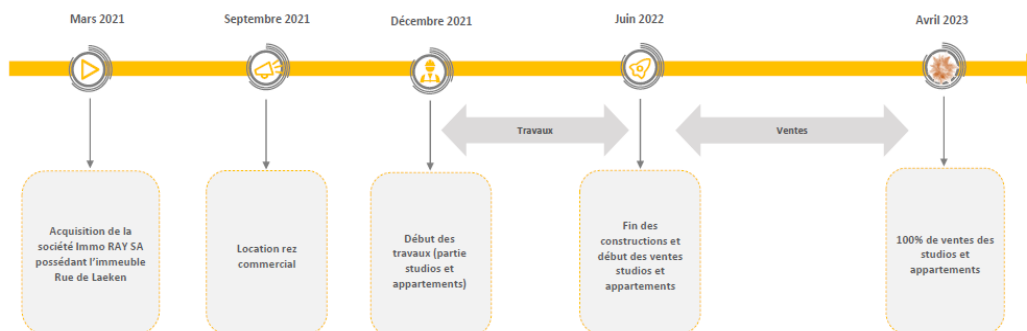 Mars 2021
Septembre 2021
Décembre 2021
Juin 2022
Avril 2023
Travaux
Ventes
Acquisition de la
société Immo RAY SA
possédant l'immeuble
Rue de Laeken
Location rez
commercial
Début des
travaux (partie
studios et
appartements)
Fin des
constructions et
début des ventes
studios et
appartements
100% de ventes des
studios et
appartements